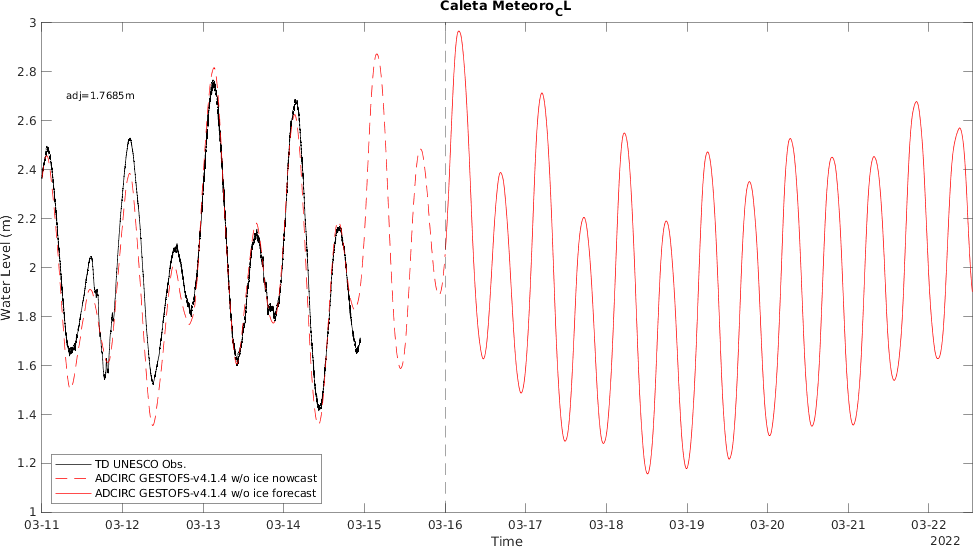 Caleta Meteoro_CL
adj=1.7685m
Water Level (m)
3
2.8
2.6
2.4
2.2
2
1.8
1.6
1.4
1.2
1
TD UNESCO Obs.
ADCIRC GESTOFS-v4.1.4 w/o ice nowcast
ADCIRC GESTOFS-v4.1.4 w/o ice forecast
03-11 03-12 03-13 03-14 03-15 03-16 03-17 03-18 03-19 03-20 03-21 03-22
Time
2022